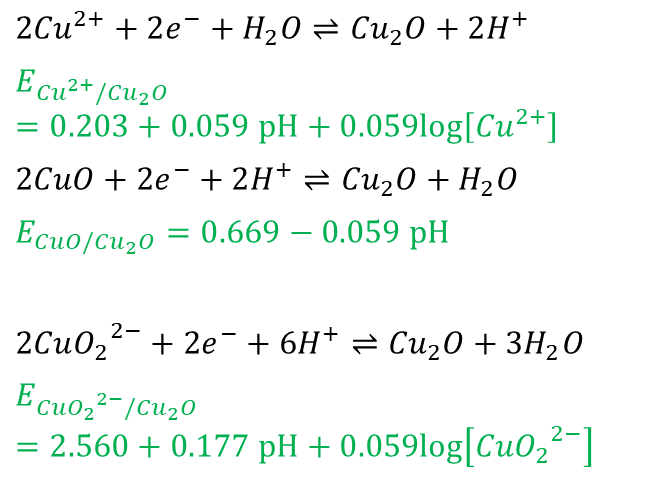 2Cu²⁺ + 2e⁻ + H₂O ⇌ Cu₂O + 2H⁺
E_{Cu²⁺/Cu₂O}
= 0.203 + 0.059 pH + 0.059log[Cu²⁺]
2CuO + 2e⁻ + 2H⁺ ⇌ Cu₂O + H₂O
E_{CuO/Cu₂O} = 0.669 − 0.059 pH
2CuO₂²⁻ + 2e⁻ + 6H⁺ ⇌ Cu₂O + 3H₂O
E_{CuO₂²⁻/Cu₂O}
= 2.560 + 0.177 pH + 0.059log[CuO₂²⁻]